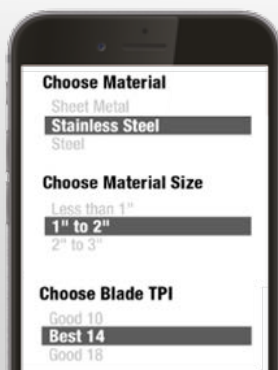 Choose Material
Sheet Metal
Stainless Steel
Steel
Choose Material Size
Less than 1"
1" to 2"
2" to 3"
Choose Blade TPI
Good 10
Best 14
Good 18